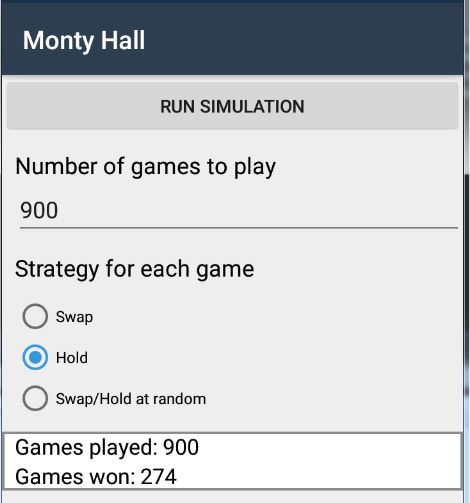 Monty Hall
RUN SIMULATION
Number of games to play
900
Strategy for each game
Swap
Hold
Swap/Hold at random
Games played: 900
Games won: 274